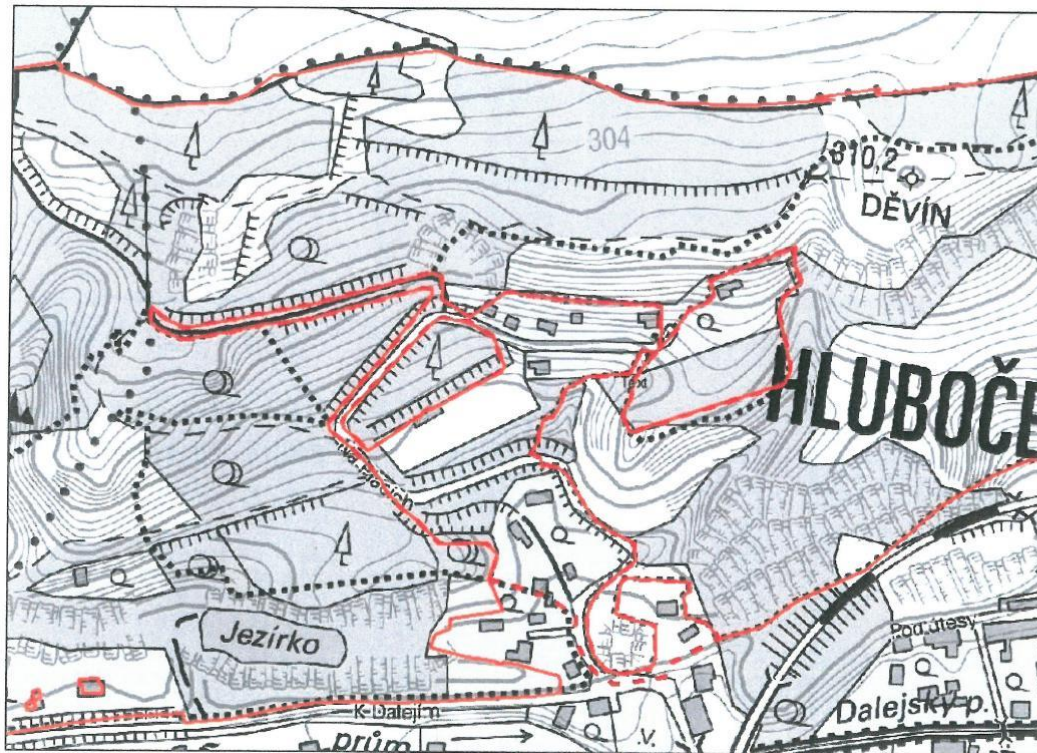 304
310,2
DĚVÍN
HLUBOČE
Jezírko
K Dalejím
Pod útesy
Dalejský p.
prům.
.V.